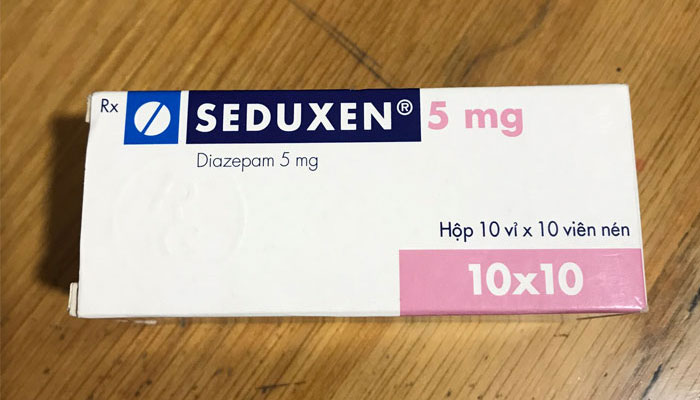 Rx
SEDUXEN® 5 mg
Diazepam 5 mg
Hộp 10 vỉ x 10 viên nén
10x10